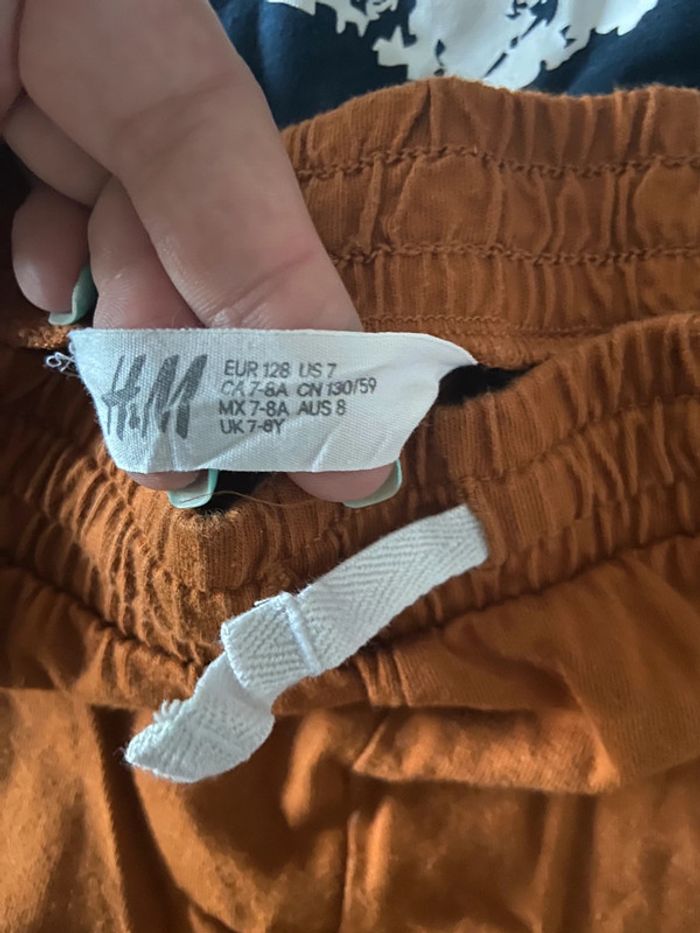 H&M
EUR 128 US 7
CA 7-8A CN 130/59
MX 7-8A AUS 8
UK 7-8Y